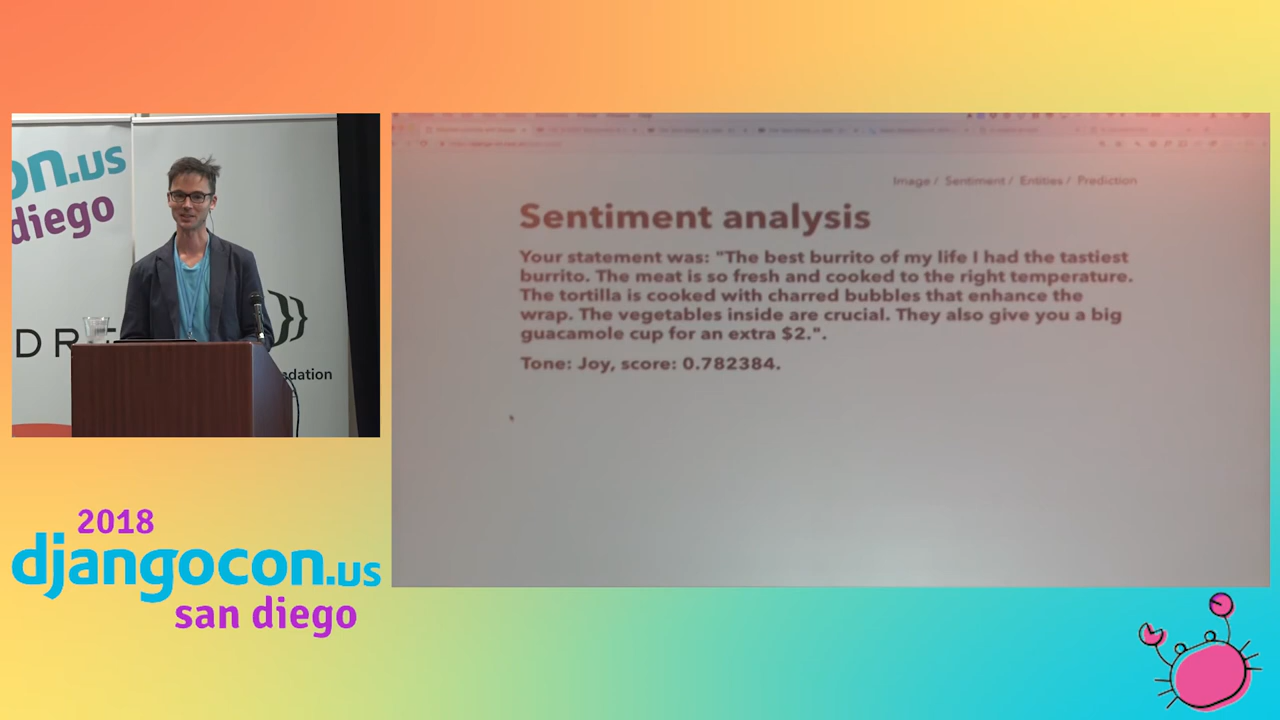 on.us
diego
DRE
ndation
Image / Sentiment / Entities / Prediction
Sentiment analysis
Your statement was: "The best burrito of my life I had the tastiest
burrito. The meat is so fresh and cooked to the right temperature.
The tortilla is cooked with charred bubbles that enhance the
wrap. The vegetables inside are crucial. They also give you a big
guacamole cup for an extra $2.".
Tone: Joy, score: 0.782384.
2018
djangocon.us
san diego